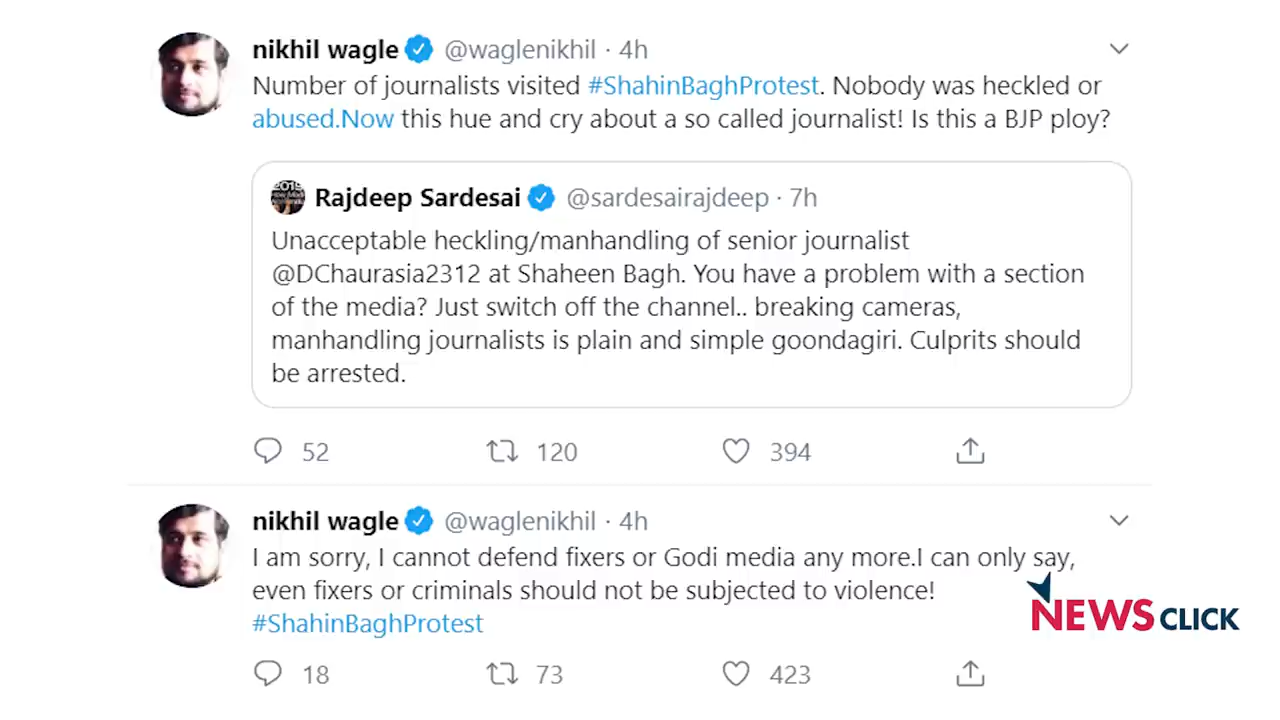 nikhil wagle @waglenikhil · 4h
Number of journalists visited #ShahinBaghProtest. Nobody was heckled or
abused.Now this hue and cry about a so called journalist! Is this a BJP ploy?
Rajdeep Sardesai @sardesairajdeep · 7h
Unacceptable heckling/manhandling of senior journalist
@DChaurasia2312 at Shaheen Bagh. You have a problem with a section
of the media? Just switch off the channel.. breaking cameras,
manhandling journalists is plain and simple goondagiri. Culprits should
be arrested.
52 120 394
nikhil wagle @waglenikhil · 4h
I am sorry, I cannot defend fixers or Godi media any more.I can only say,
even fixers or criminals should not be subjected to violence!
#ShahinBaghProtest
NEWSCLICK
18 73 423